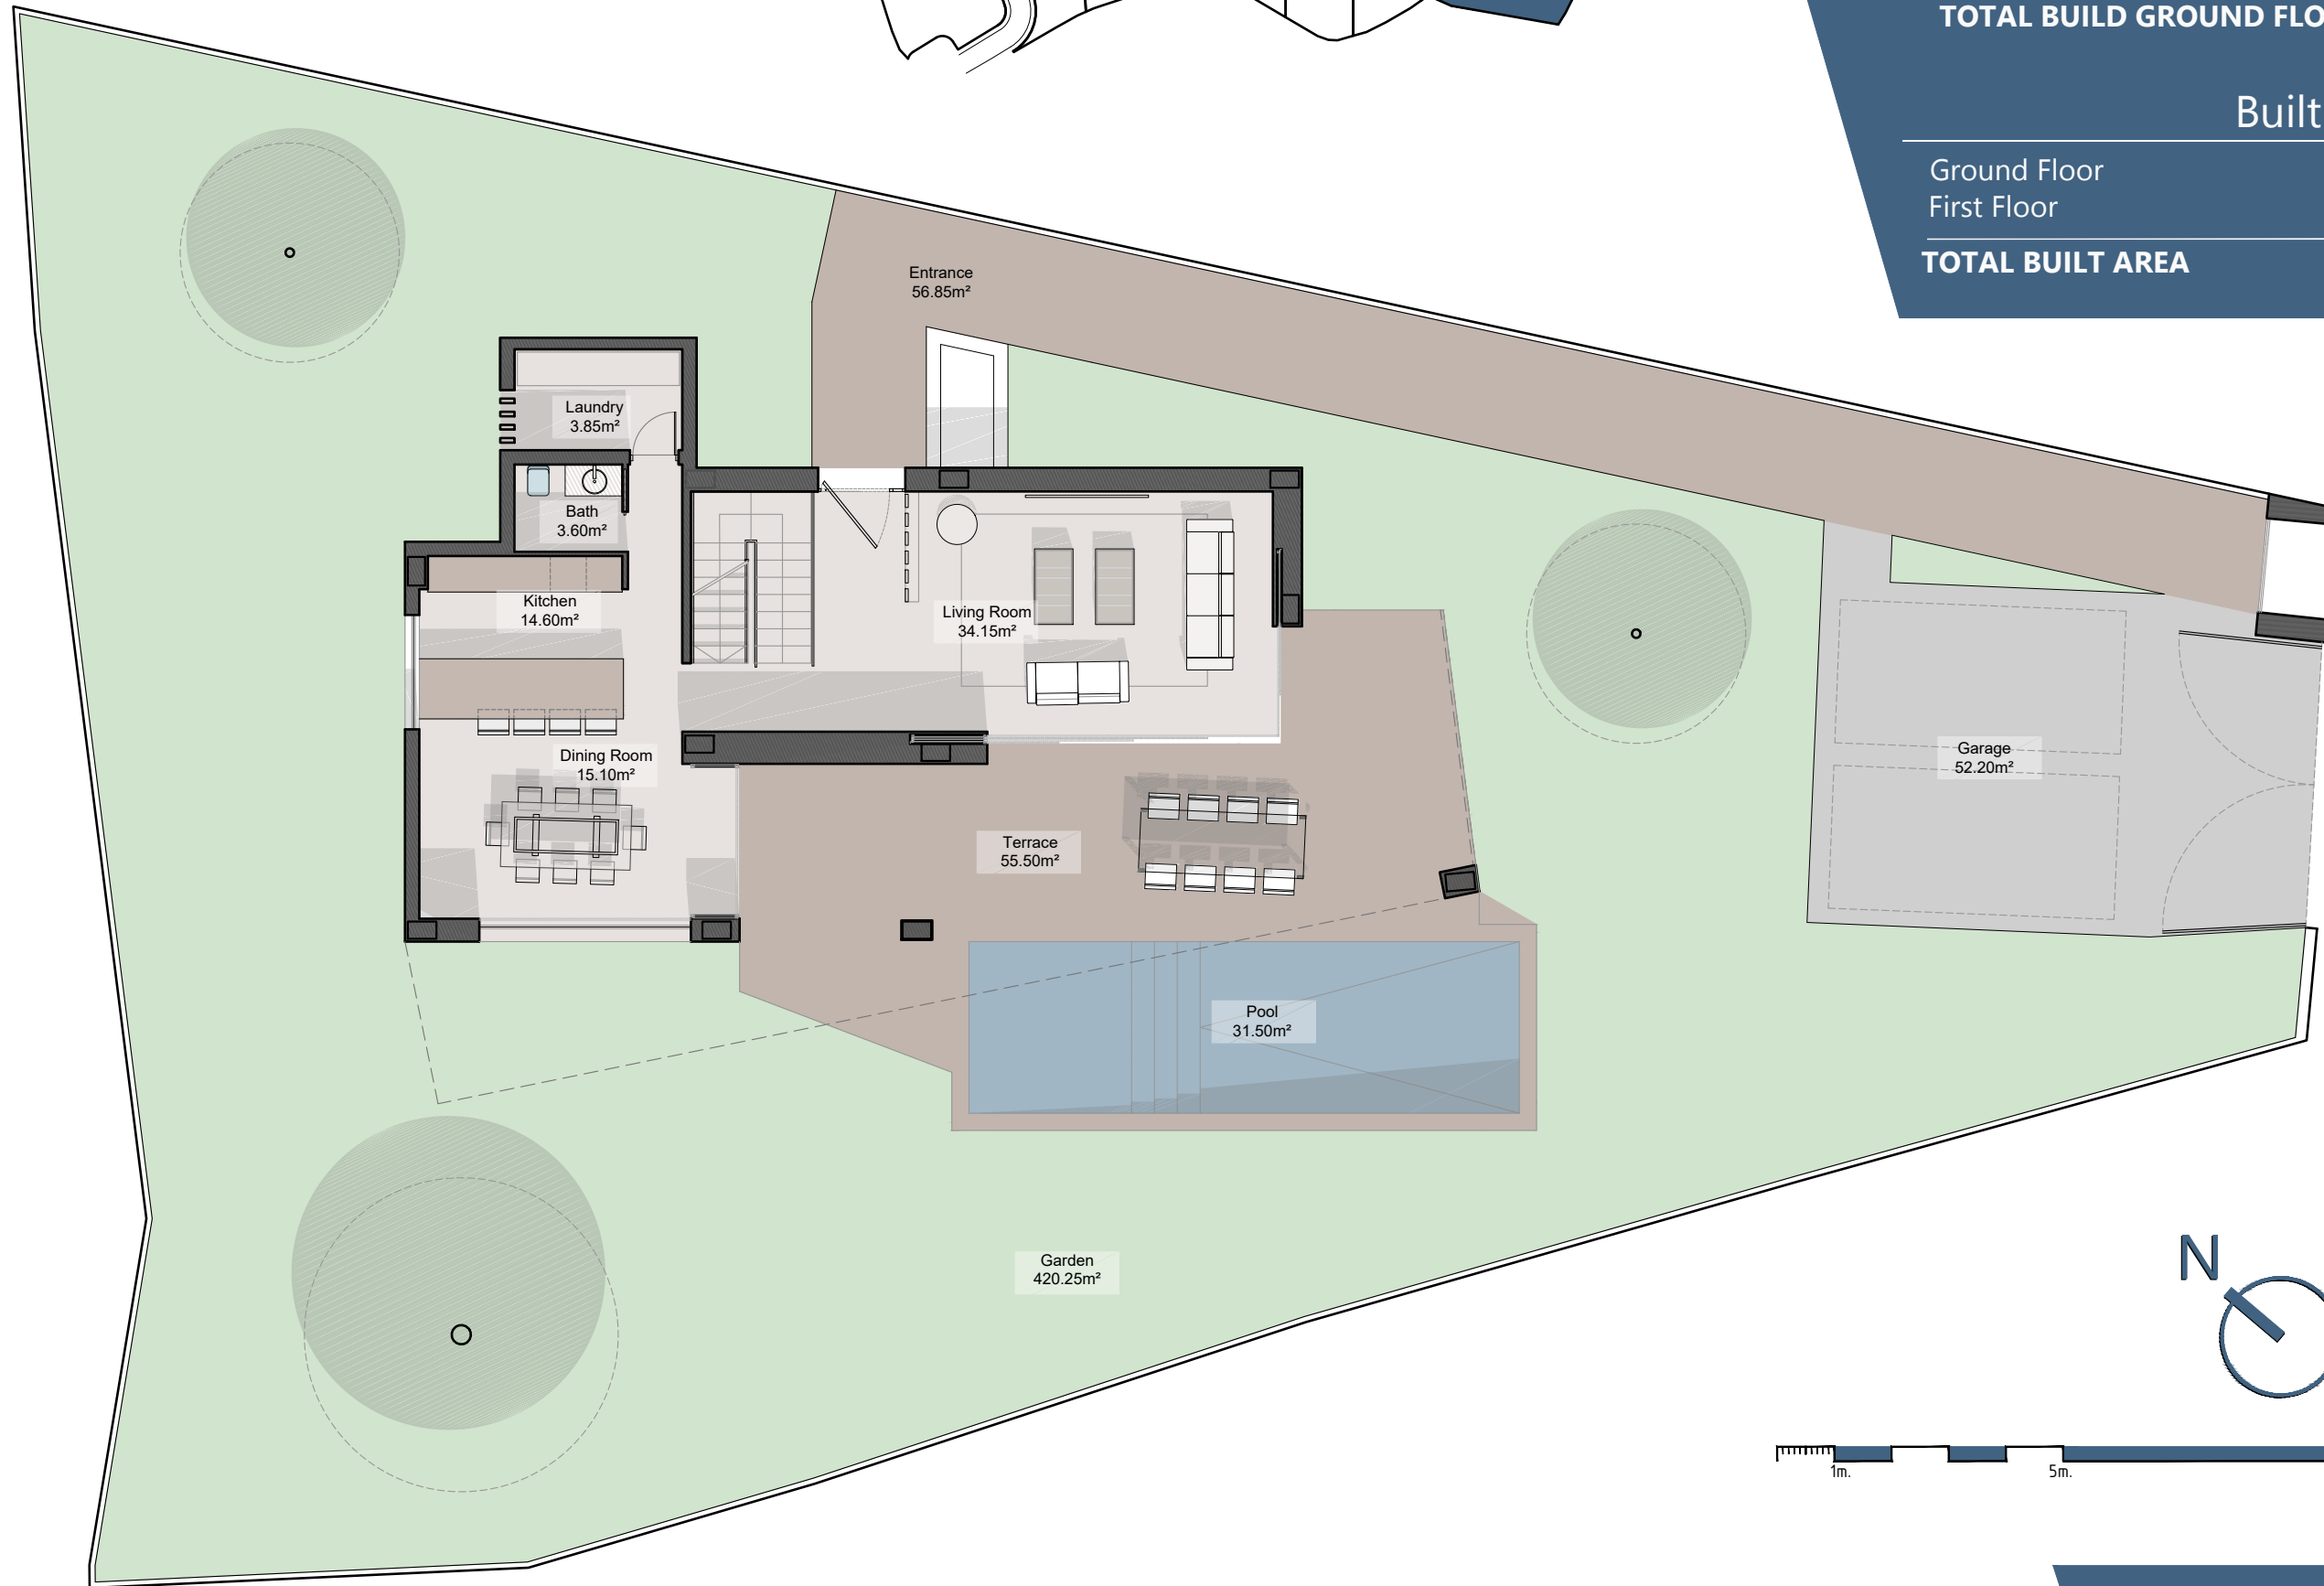 TOTAL BUILD GROUND FLO
Built
Ground Floor
First Floor
TOTAL BUILT AREA
Entrance
56.85m²
Laundry
3.85m²
Bath
3.60m²
Kitchen
14.60m²
Living Room
34.15m²
Dining Room
15.10m²
Garage
52.20m²
Terrace
55.50m²
Pool
31.50m²
Garden
420.25m²
N
1m.
5m.